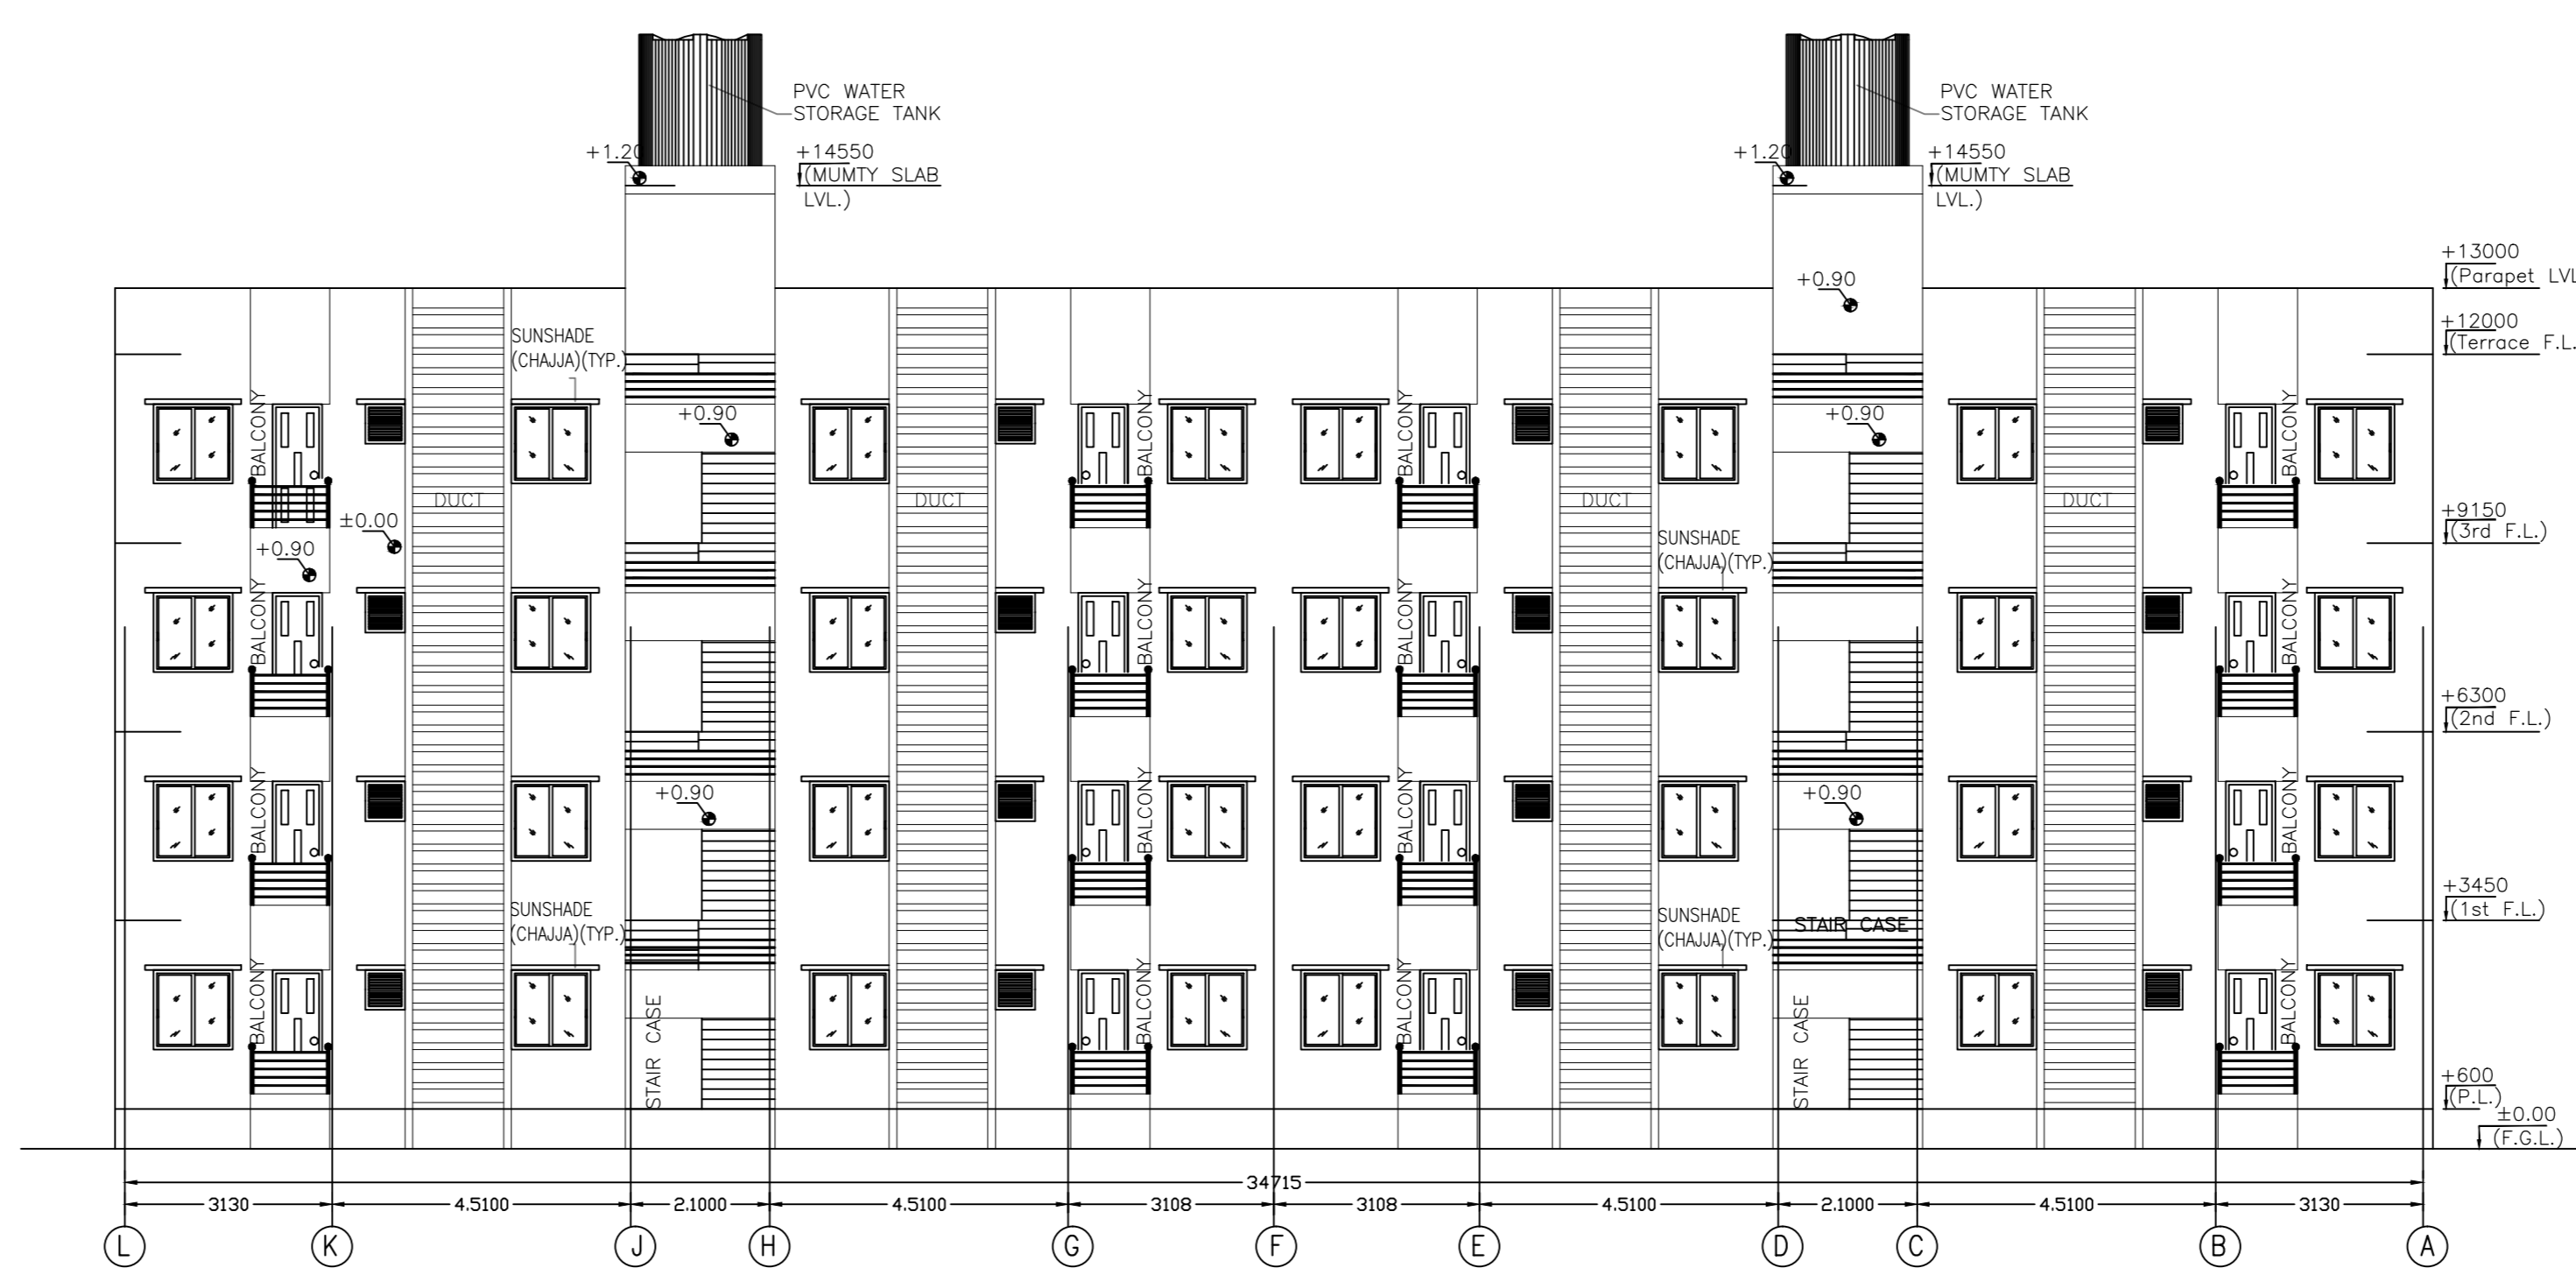 PVC WATER
STORAGE TANK
PVC WATER
STORAGE TANK
+1.20
+14550
(MUMTY SLAB
LVL.)
+1.20
+14550
(MUMTY SLAB
LVL.)
+13000
(Parapet LVL
+0.90
+12000
(Terrace F.L.
SUNSHADE
(CHAJJA)(TYP.)
+0.90
+0.90
BALCONY
BALCONY
BALCONY
BALCONY
DUCT
DUCT
DUCT
DUCT
±0.00
+9150
(3rd F.L.)
+0.90
SUNSHADE
(CHAJJA)(TYP.)
BALCONY
BALCONY
BALCONY
BALCONY
+6300
(2nd F.L.)
+0.90
+0.90
BALCONY
BALCONY
BALCONY
BALCONY
+3450
(1st F.L.)
SUNSHADE
(CHAJJA)(TYP.)
SUNSHADE
(CHAJJA)(TYP.)
STAIR CASE
BALCONY
BALCONY
BALCONY
BALCONY
STAIR CASE
STAIR CASE
+600
(P.L.)
±0.00
(F.G.L.)
34715
3130
4.5100
2.1000
4.5100
3108
3108
4.5100
2.1000
4.5100
3130
L
K
J
H
G
F
E
D
C
B
A